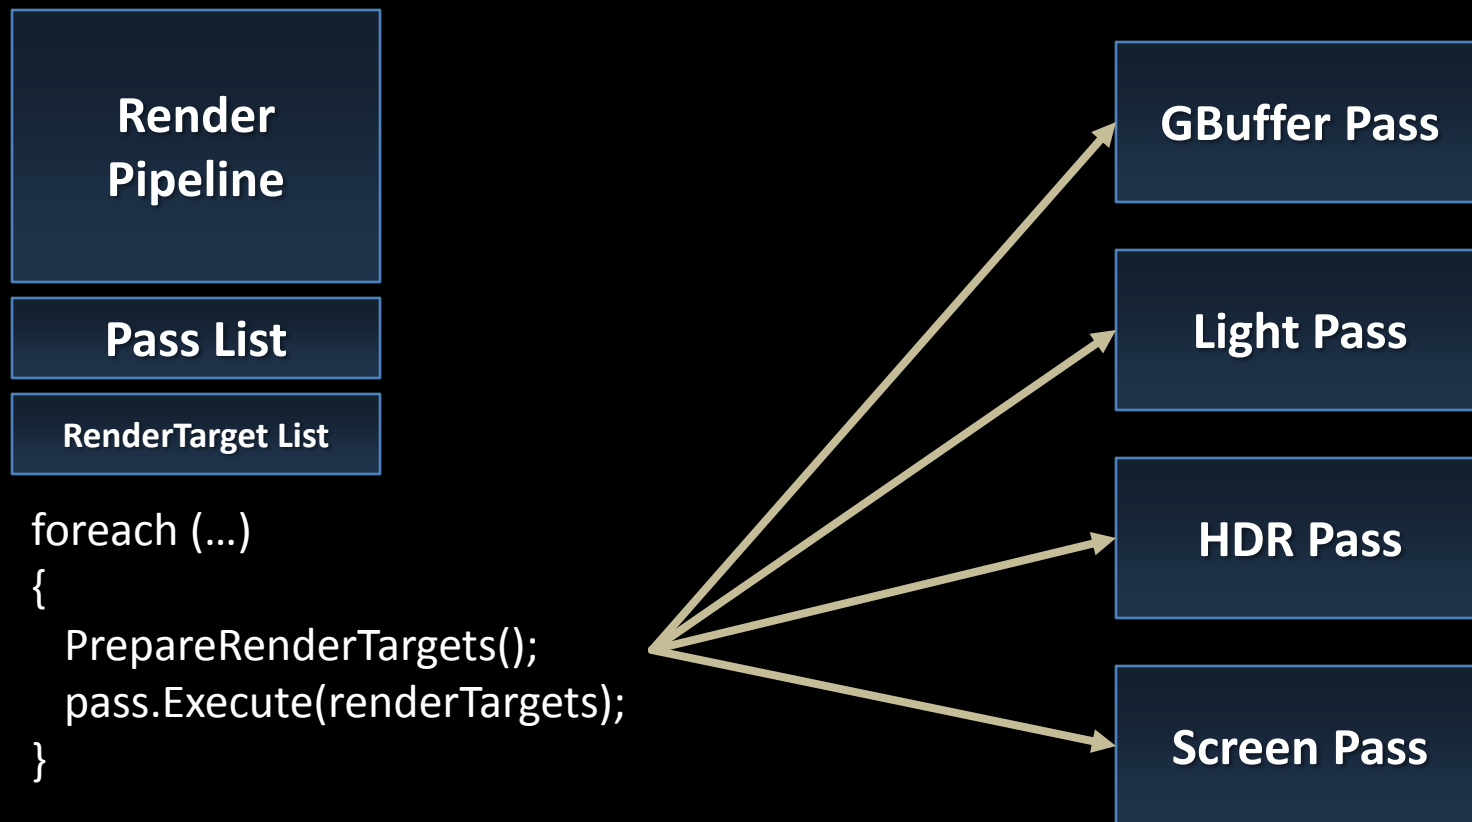 Render
Pipeline
Pass List
RenderTarget List
foreach (…)
{
PrepareRenderTargets();
pass.Execute(renderTargets);
}
GBuffer Pass
Light Pass
HDR Pass
Screen Pass